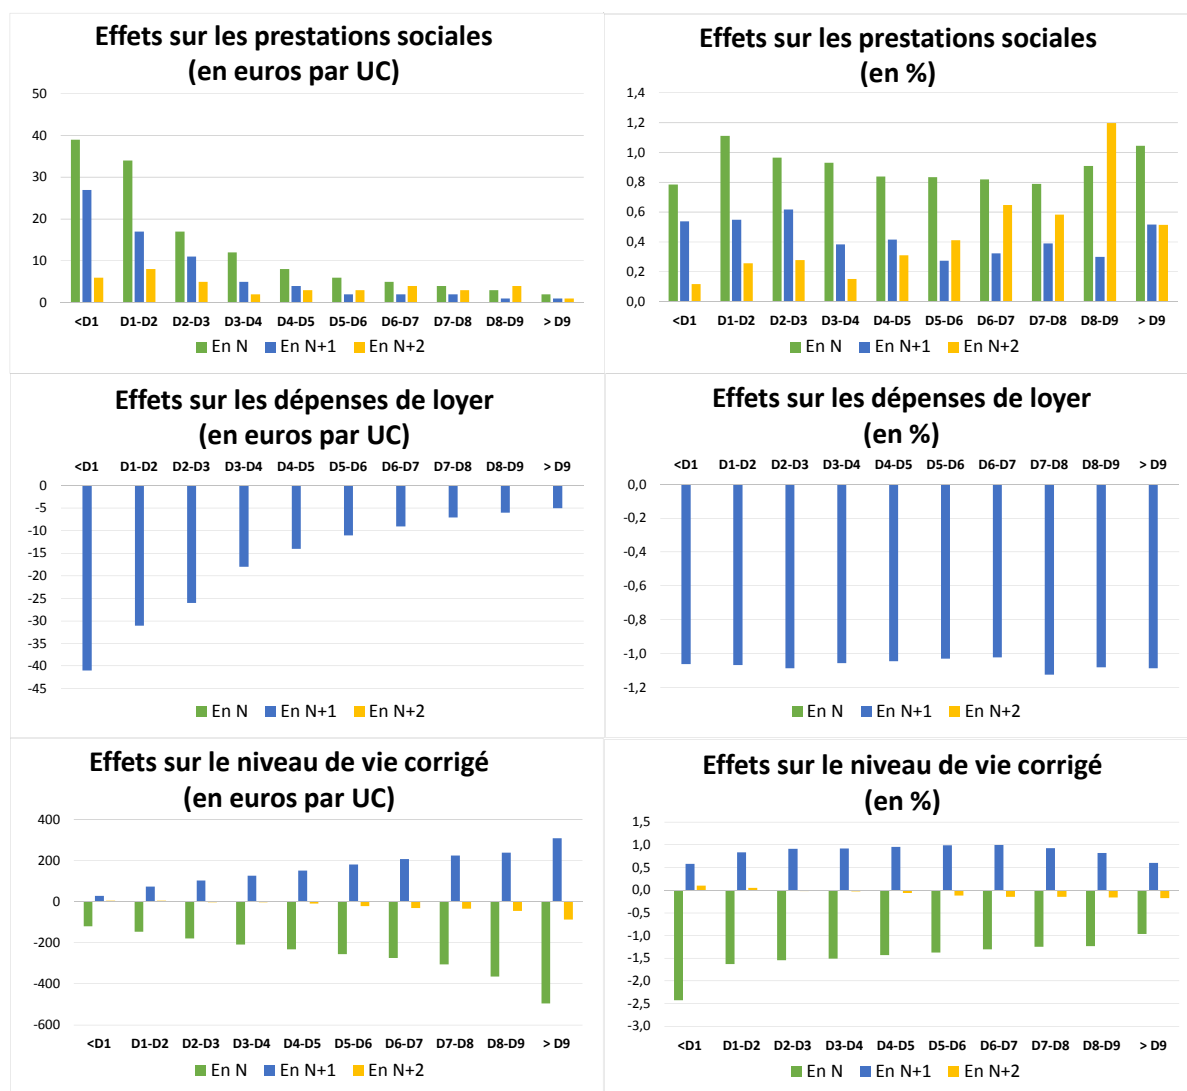 Effets sur les prestations sociales
(en euros par UC)
50
40
30
20
10
0
<D1 D1-D2 D2-D3 D3-D4 D4-D5 D5-D6 D6-D7 D7-D8 D8-D9 > D9
En N En N+1 En N+2
Effets sur les prestations sociales
(en %)
1,4
1,2
1,0
0,8
0,6
0,4
0,2
0,0
<D1 D1-D2 D2-D3 D3-D4 D4-D5 D5-D6 D6-D7 D7-D8 D8-D9 > D9
En N En N+1 En N+2
Effets sur les dépenses de loyer
(en euros par UC)
<D1 D1-D2 D2-D3 D3-D4 D4-D5 D5-D6 D6-D7 D7-D8 D8-D9 > D9
0
-5
-10
-15
-20
-25
-30
-35
-40
-45
En N En N+1 En N+2
Effets sur les dépenses de loyer
(en %)
<D1 D1-D2 D2-D3 D3-D4 D4-D5 D5-D6 D6-D7 D7-D8 D8-D9 > D9
0,0
-0,2
-0,4
-0,6
-0,8
-1,0
-1,2
En N En N+1 En N+2
Effets sur le niveau de vie corrigé
(en euros par UC)
400
200
0
-200
-400
-600
<D1 D1-D2 D2-D3 D3-D4 D4-D5 D5-D6 D6-D7 D7-D8 D8-D9 > D9
En N En N+1 En N+2
Effets sur le niveau de vie corrigé
(en %)
1,5
1,0
0,5
0,0
-0,5
-1,0
-1,5
-2,0
-2,5
-3,0
<D1 D1-D2 D2-D3 D3-D4 D4-D5 D5-D6 D6-D7 D7-D8 D8-D9 > D9
En N En N+1 En N+2